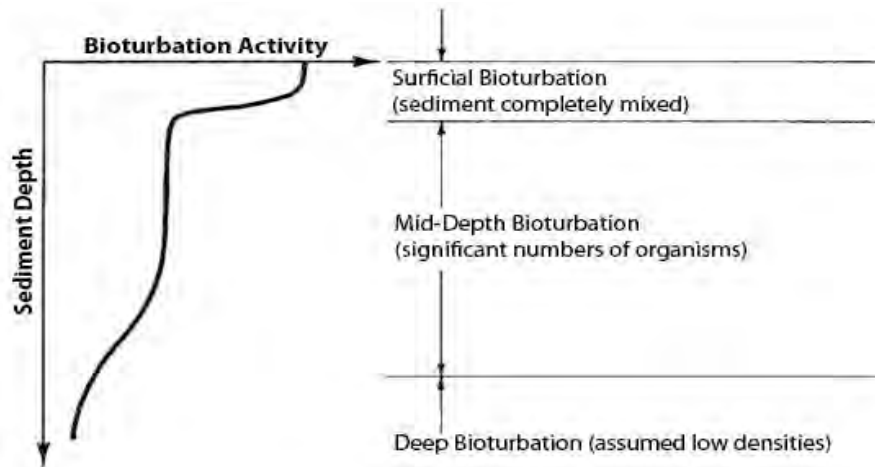 Bioturbation Activity
Sediment Depth
Surficial Bioturbation
(sediment completely mixed)
Mid-Depth Bioturbation
(significant numbers of organisms)
Deep Bioturbation (assumed low densities)